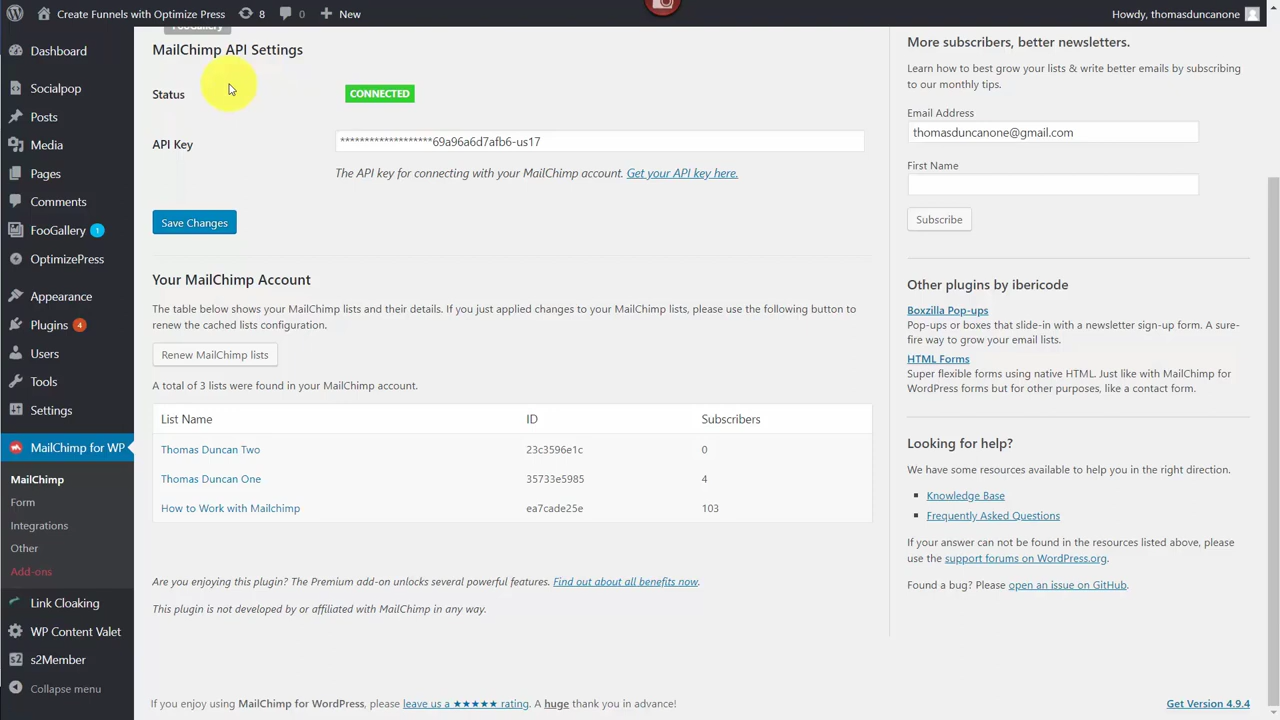 Create Funnels with Optimize Press
8
0
New
Howdy, thomasduncanone
Dashboard
Socialpop
Posts
Media
Pages
Comments
FooGallery 1
OptimizePress
Appearance
Plugins 4
Users
Tools
Settings
MailChimp for WP
MailChimp
Form
Integrations
Other
Add-ons
Link Cloaking
WP Content Valet
s2Member
Collapse menu
FooGallery
MailChimp API Settings
Status
CONNECTED
API Key
*******************69a96a6d7afb6-us17
The API key for connecting with your MailChimp account. Get your API key here.
Save Changes
Your MailChimp Account
The table below shows your MailChimp lists and their details. If you just applied changes to your MailChimp lists, please use the following button to
renew the cached lists configuration.
Renew MailChimp lists
A total of 3 lists were found in your MailChimp account.
List Name ID Subscribers
Thomas Duncan Two 23c3596e1c 0
Thomas Duncan One 35733e5985 4
How to Work with Mailchimp ea7cade25e 103
Are you enjoying this plugin? The Premium add-on unlocks several powerful features. Find out about all benefits now.
This plugin is not developed by or affiliated with MailChimp in any way.
More subscribers, better newsletters.
Learn how to best grow your lists & write better emails by subscribing
to our monthly tips.
Email Address
thomasduncanone@gmail.com
First Name
Subscribe
Other plugins by ibericode
Boxzilla Pop-ups
Pop-ups or boxes that slide-in with a newsletter sign-up form. A sure-
fire way to grow your email lists.
HTML Forms
Super flexible forms using native HTML. Just like with MailChimp for
WordPress forms but for other purposes, like a contact form.
Looking for help?
We have some resources available to help you in the right direction.
Knowledge Base
Frequently Asked Questions
If your answer can not be found in the resources listed above, please
use the support forums on WordPress.org.
Found a bug? Please open an issue on GitHub.
If you enjoy using MailChimp for WordPress, please leave us a ★★★★★ rating. A huge thank you in advance!
Get Version 4.9.4